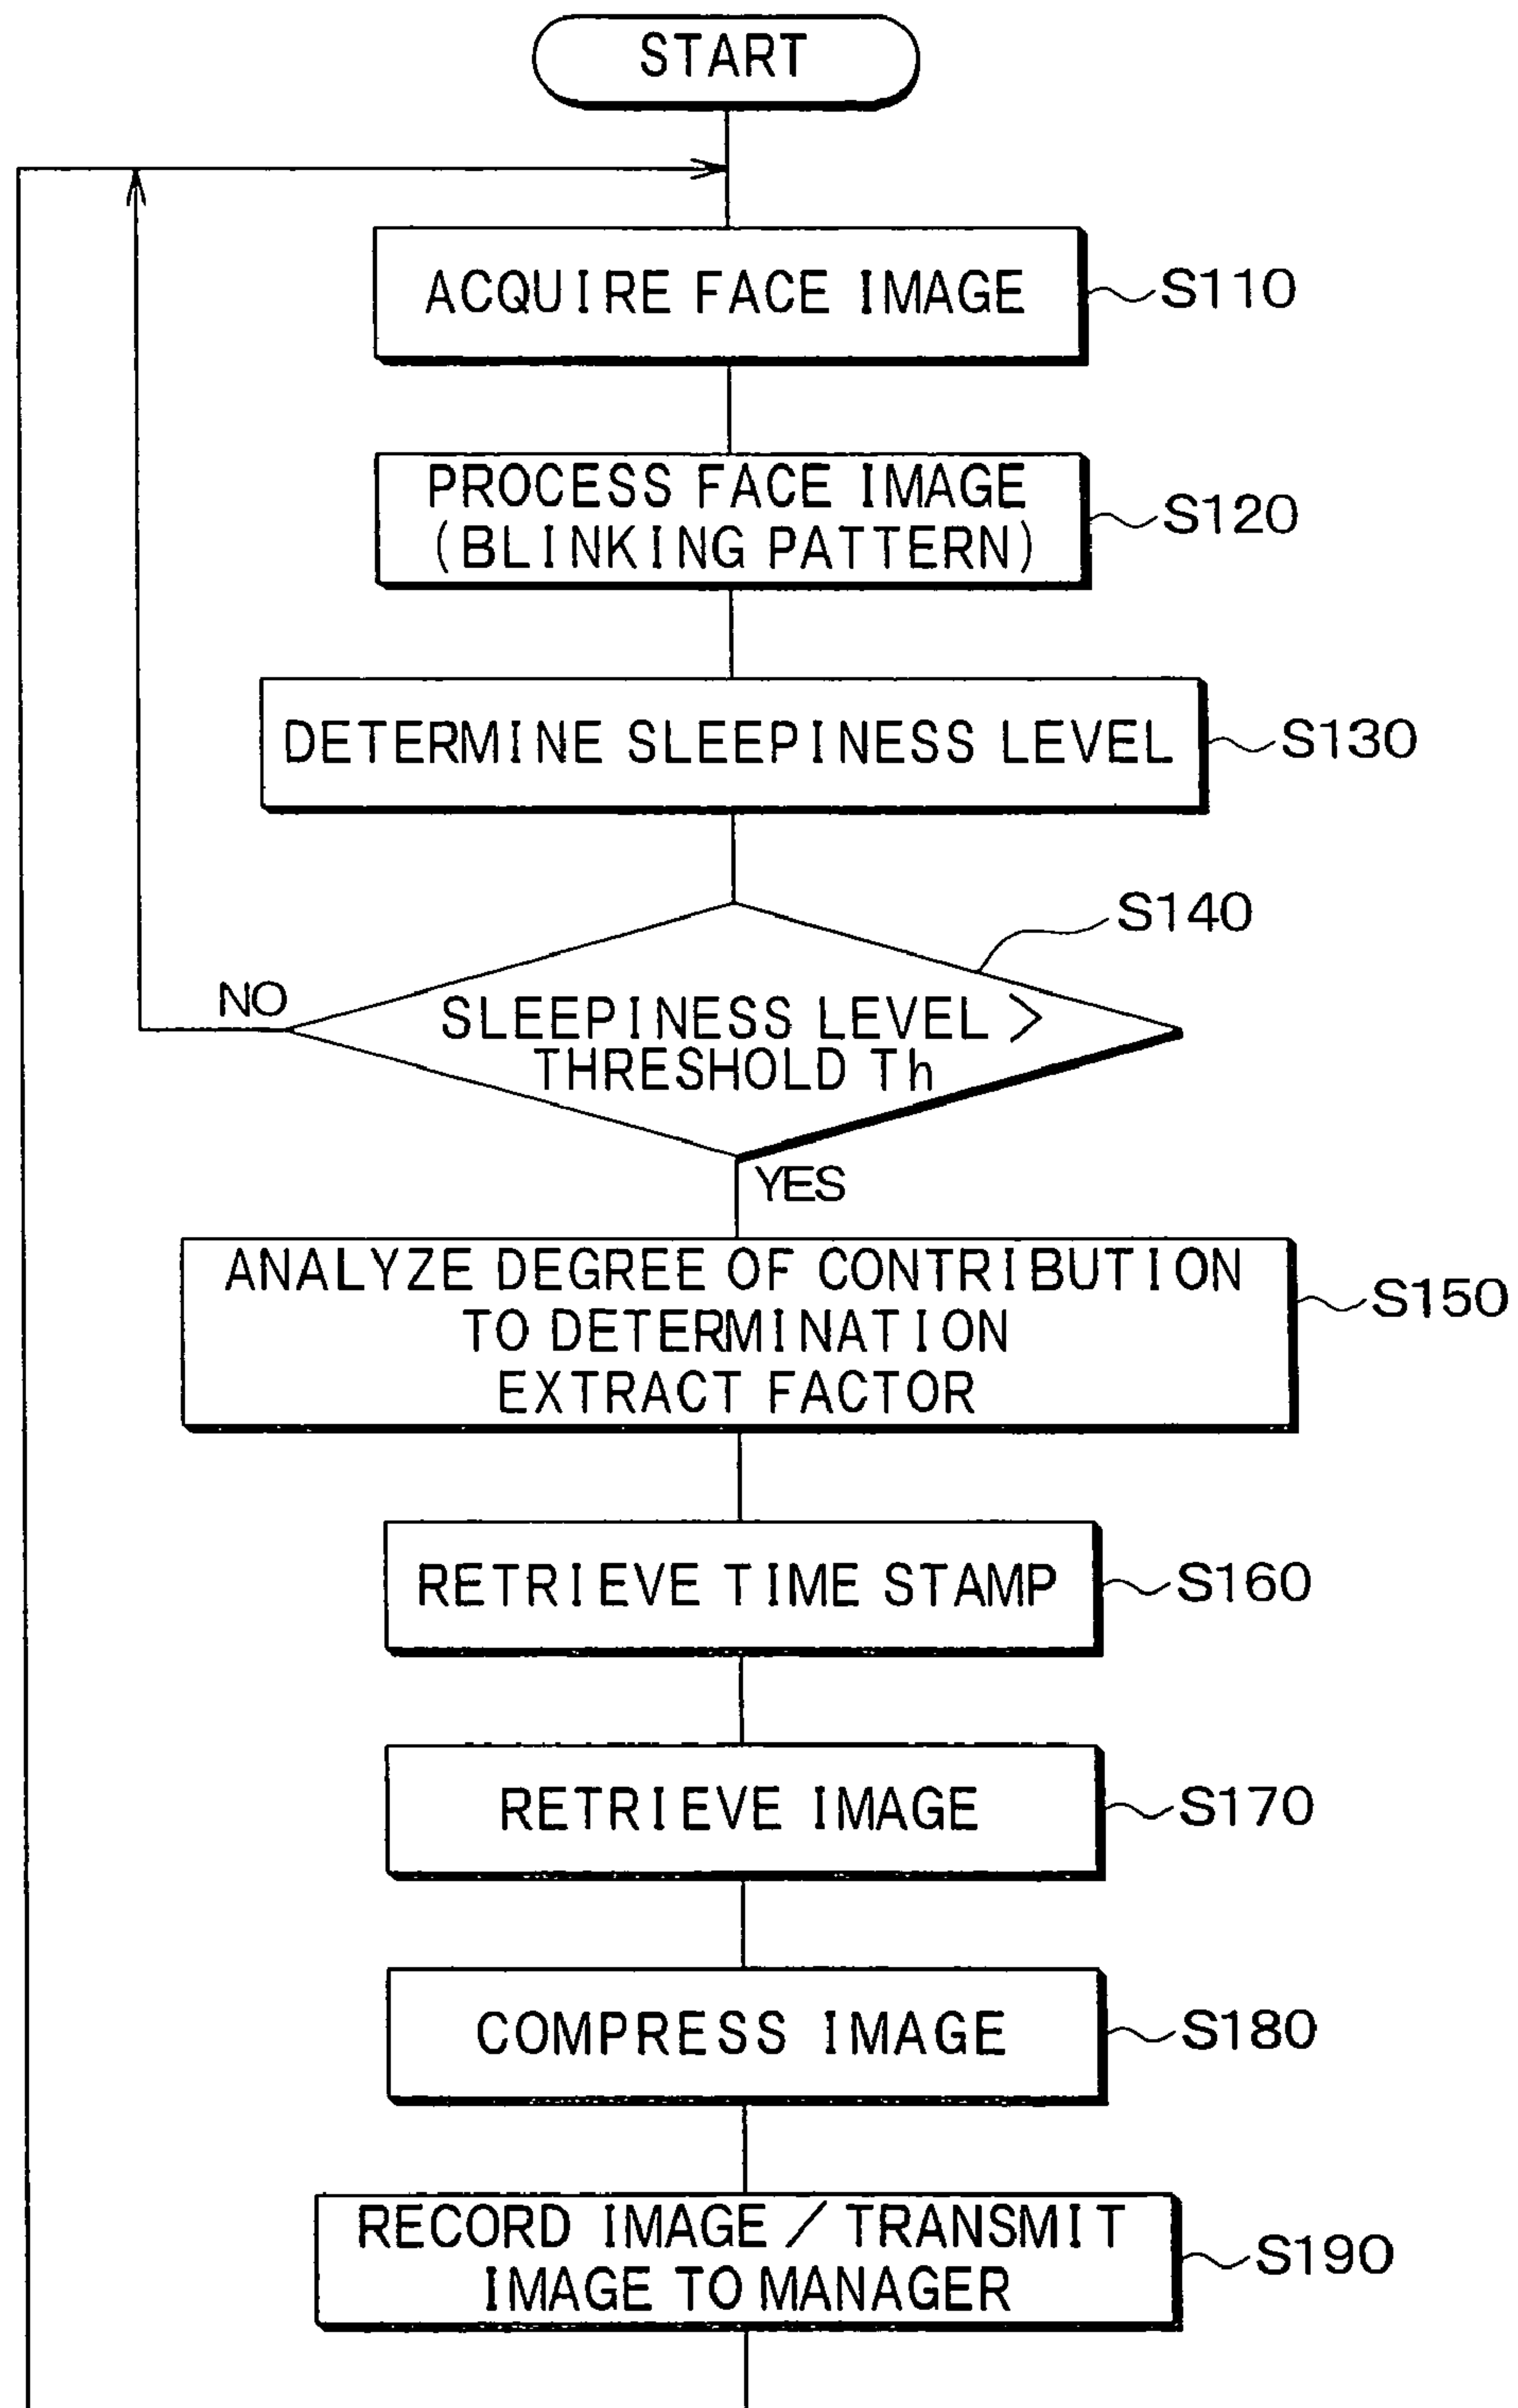 START
ACQUIRE FACE IMAGE
S110
PROCESS FACE IMAGE
(BLINKING PATTERN)
S120
DETERMINE SLEEPINESS LEVEL
S130
S140
NO
SLEEPINESS LEVEL >
THRESHOLD Th
YES
ANALYZE DEGREE OF CONTRIBUTION
TO DETERMINATION
EXTRACT FACTOR
S150
RETRIEVE TIME STAMP
S160
RETRIEVE IMAGE
S170
COMPRESS IMAGE
S180
RECORD IMAGE / TRANSMIT
IMAGE TO MANAGER
S190